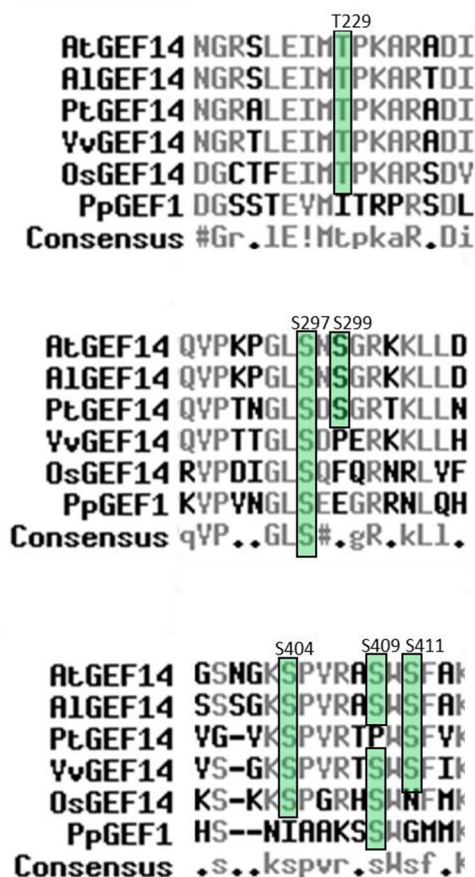 T229
AtGEF14 NGRSLEIMTPKARADI
AlGEF14 NGRSLEIMTPKARTDI
PtGEF14 NGRALEIMTPKARADI
VvGEF14 NGRTLEIMTPKARADI
OsGEF14 DGCTFEIMTPKARSDV
PpGEF1 DGSSTEVMITRPRSDL
Consensus #Gr.lE!MtpkaR.Di
S297 S299
AtGEF14 QVPKPGLSNSGRKKLLD
AlGEF14 QVPKPGLSNSGRKKLLD
PtGEF14 QVPTNGLSDSGRTKLLN
VvGEF14 QVPTTGLSDPERKKLLH
OsGEF14 RVPDIGLSQFQRNRLVF
PpGEF1 KVPVNGLSEEGRRNLQH
Consensus qVP..GLS#.gR.kLl.
S404 S409 S411
AtGEF14 GSNGKSPVRASWSFAK
AlGEF14 SSSGKSPVRASWSFAK
PtGEF14 VG-VKSPVRTPWSFVK
VvGEF14 VS-GKSPVRTSWSFIK
OsGEF14 KS-KKSPGRHSWNFMK
PpGEF1 HS--NIAAKSSWGMMK
Consensus .s..kspvr.sWsf.K